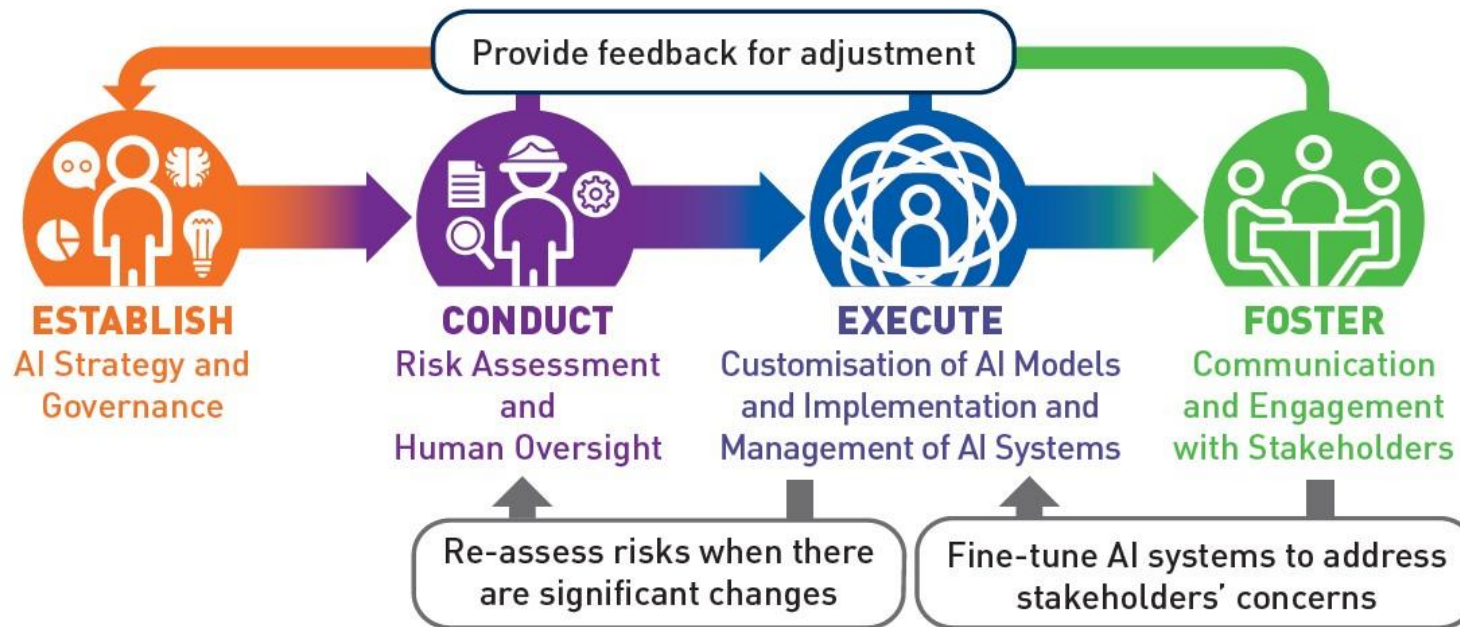 Provide feedback for adjustment
ESTABLISH
AI Strategy and
Governance
CONDUCT
Risk Assessment
and
Human Oversight
EXECUTE
Customisation of AI Models
and Implementation and
Management of AI Systems
FOSTER
Communication
and Engagement
with Stakeholders
Re-assess risks when there
are significant changes
Fine-tune AI systems to address
stakeholders’ concerns